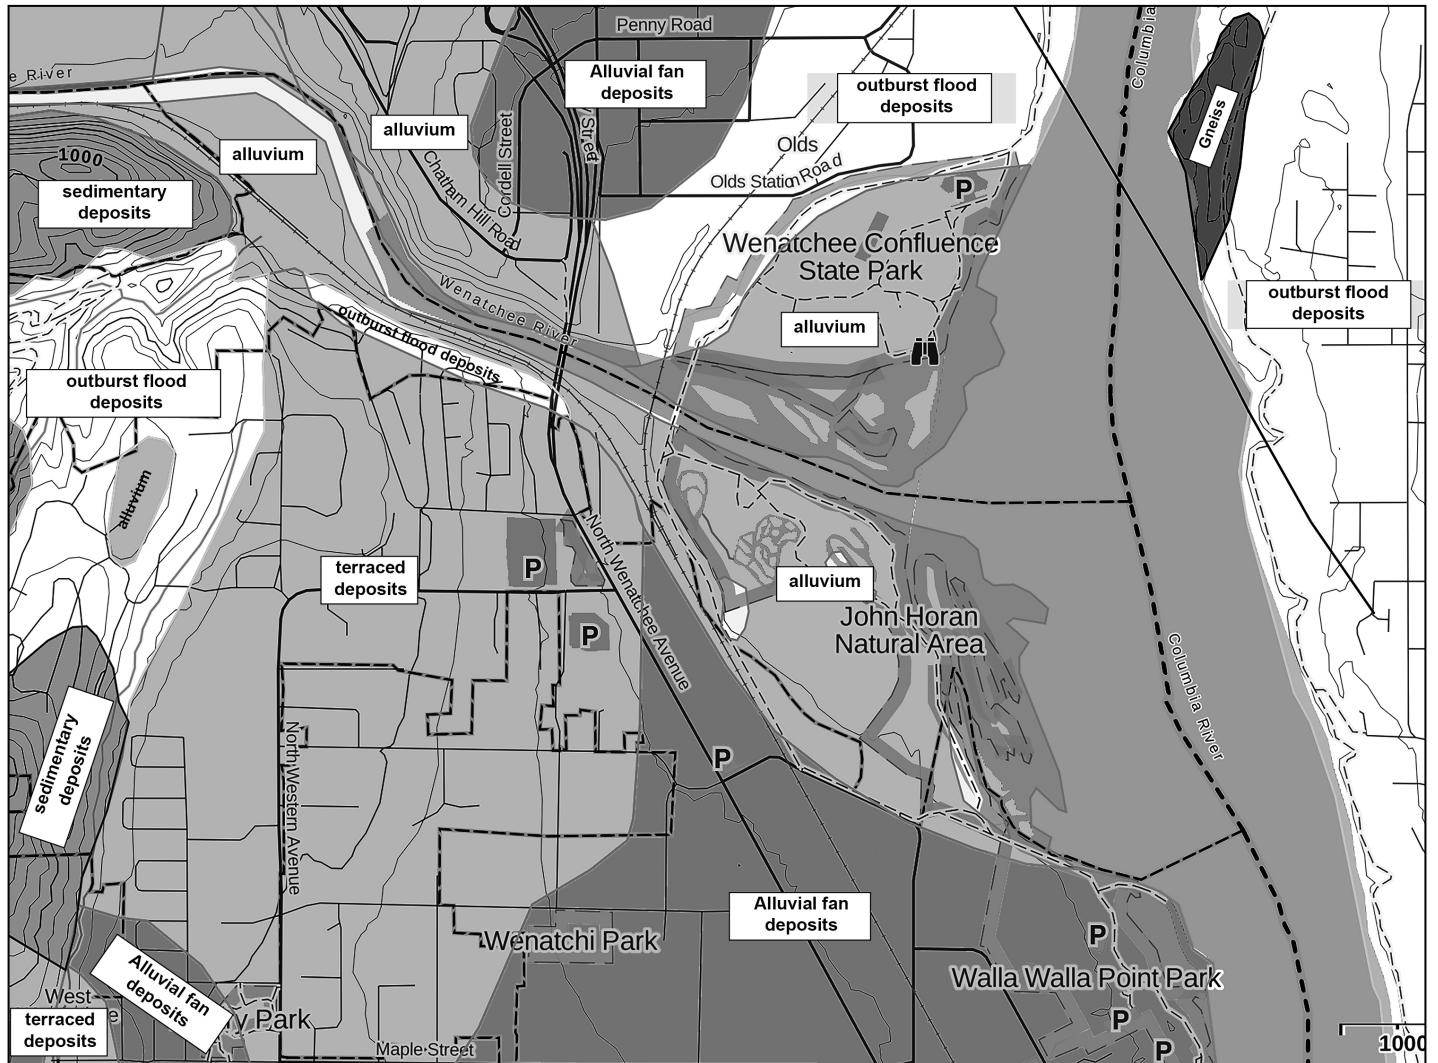 Penny Road
Columbia
e River
Alluvial fan
deposits
outburst flood
deposits
alluvium
Cordell Street
Street
Gneiss
alluvium
1000
Olds
sedimentary
deposits
Chatham Hill Road
Olds Station Road
P
Wenatchee Confluence
State Park
Wenatchee River
outburst flood
deposits
outburst flood deposits
alluvium
outburst flood
deposits
alluvium
North Wenatchee Avenue
terraced
deposits
P
alluvium
P
John Horan
Natural Area
Columbia River
sedimentary
deposits
North Western Avenue
P
Alluvial fan
deposits
Wenatchi Park
P
Walla Walla Point Park
Alluvial fan
deposits
West
e
y Park
terraced
deposits
P
Maple Street
P
1000